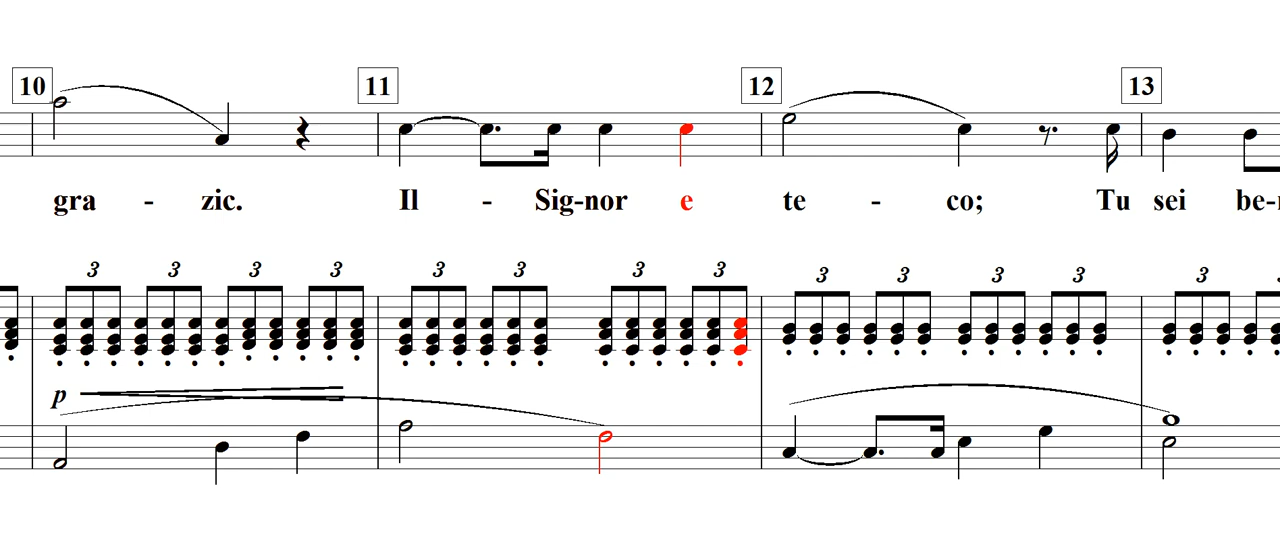 10 11 12 13
gra - zic. Il - Sig-nor e te - co; Tu sei be-
3 3 3 3 3 3 3 3 3 3 3 3 3
p